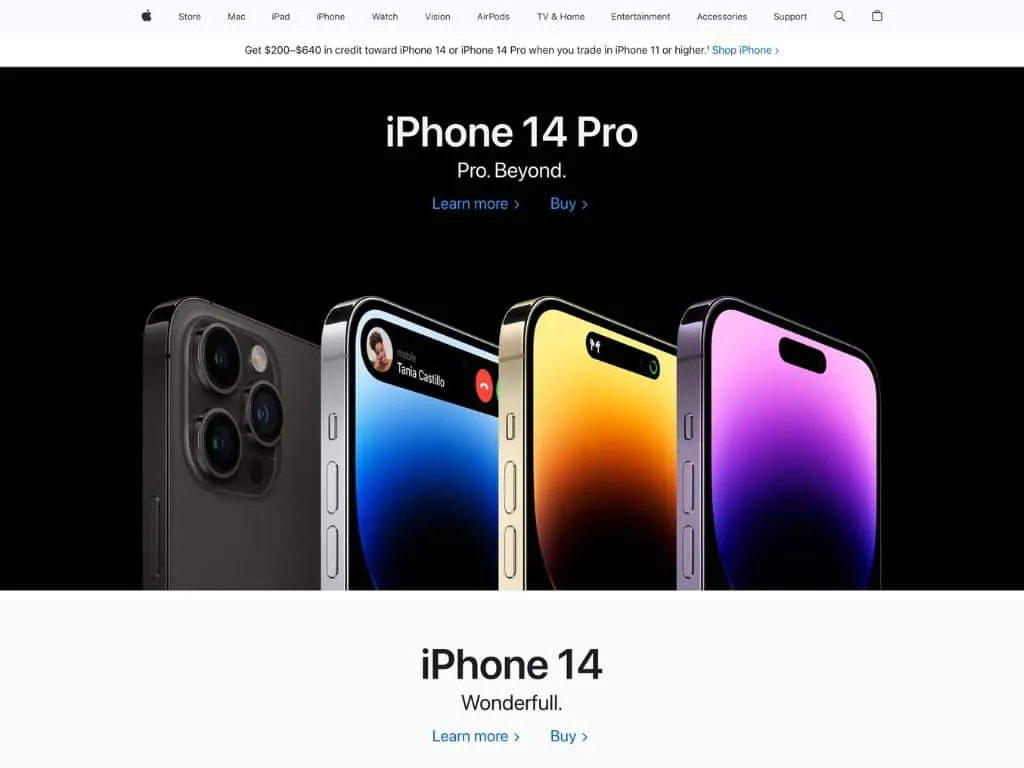 Store Mac iPad iPhone Watch Vision AirPods TV & Home Entertainment Accessories Support
Get $200–$640 in credit toward iPhone 14 or iPhone 14 Pro when you trade in iPhone 11 or higher.¹ Shop iPhone >
iPhone 14 Pro
Pro. Beyond.
Learn more > Buy >
mobile
Tania Castillo
iPhone 14
Wonderfull.
Learn more > Buy >